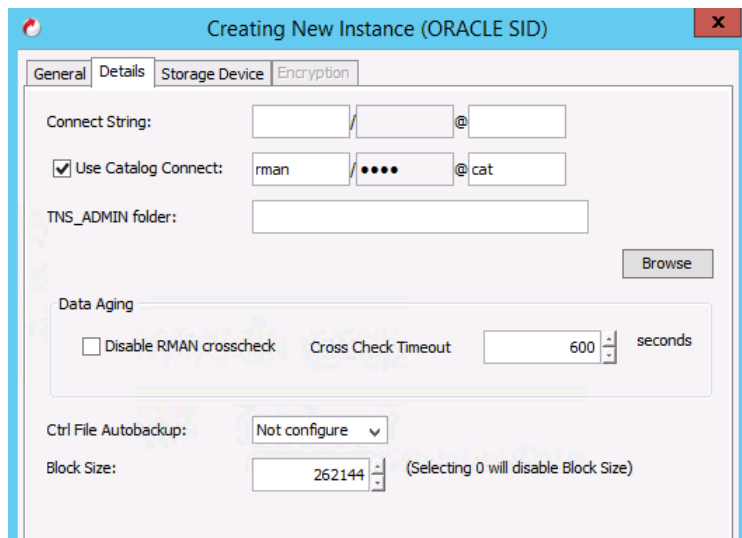 Creating New Instance (ORACLE SID) x
General Details Storage Device Encryption
Connect String: / @
Use Catalog Connect: rman / •••• @ cat
TNS_ADMIN folder:
Browse
Data Aging
Disable RMAN crosscheck Cross Check Timeout 600 seconds
Ctrl File Autobackup: Not configure
Block Size: 262144 (Selecting 0 will disable Block Size)